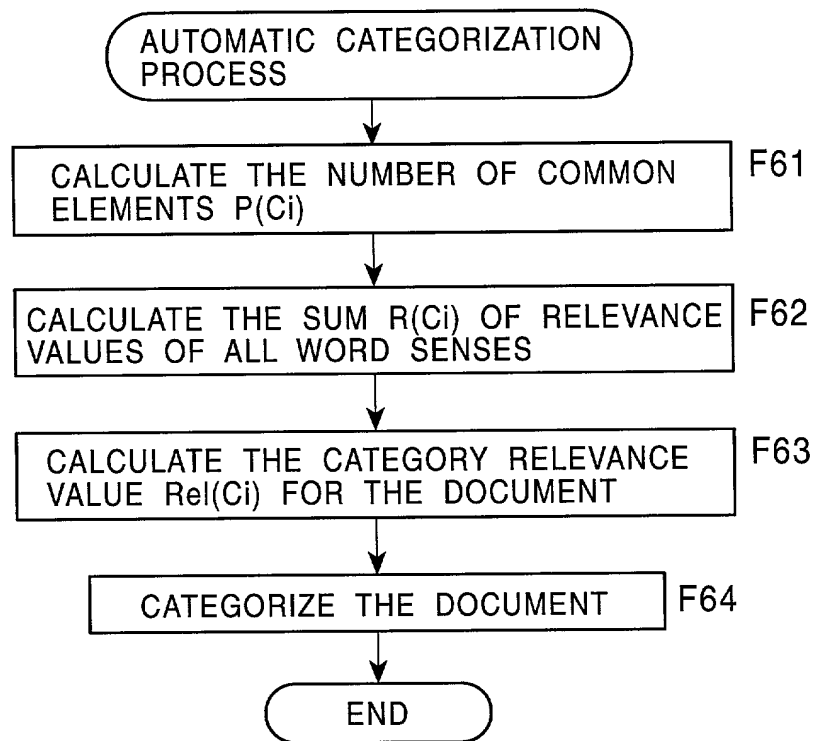 AUTOMATIC CATEGORIZATION
PROCESS
CALCULATE THE NUMBER OF COMMON
ELEMENTS P(Ci)
F61
CALCULATE THE SUM R(Ci) OF RELEVANCE
VALUES OF ALL WORD SENSES
F62
CALCULATE THE CATEGORY RELEVANCE
VALUE Rel(Ci) FOR THE DOCUMENT
F63
CATEGORIZE THE DOCUMENT
F64
END